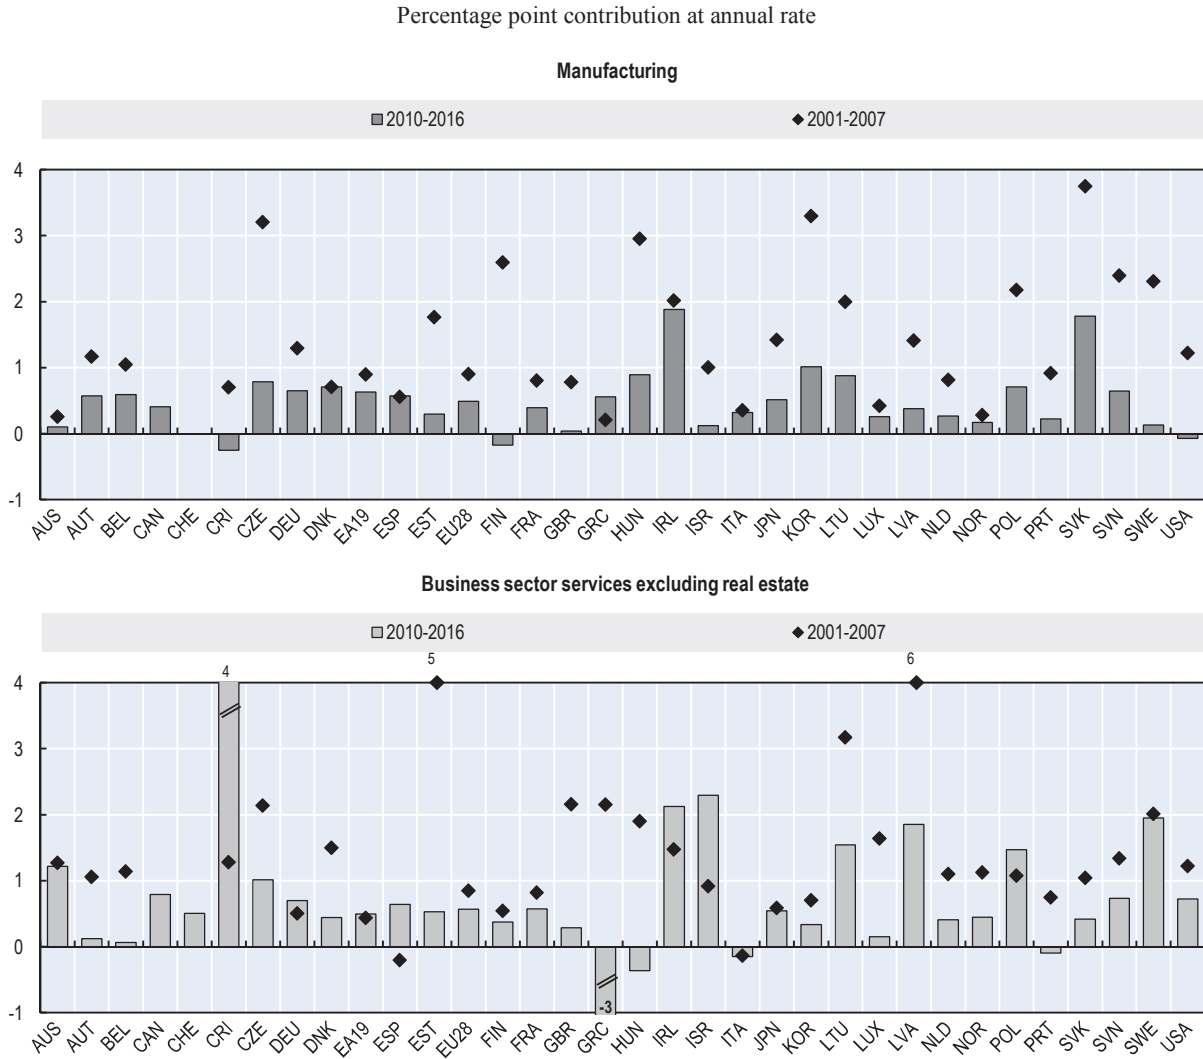 Percentage point contribution at annual rate
Manufacturing
2010-2016 2001-2007
4
3
2
1
0
-1
AUS AUT BEL CAN CHE CRI CZE DEU DNK EA19 ESP EST EU28 FIN FRA GBR GRC HUN IRL ISR ITA JPN KOR LTU LUX LVA NLD NOR POL PRT SVK SVN SWE USA
Business sector services excluding real estate
2010-2016 2001-2007
4 5 6
4
3
2
1
0
-1
-3
AUS AUT BEL CAN CHE CRI CZE DEU DNK EA19 ESP EST EU28 FIN FRA GBR GRC HUN IRL ISR ITA JPN KOR LTU LUX LVA NLD NOR POL PRT SVK SVN SWE USA